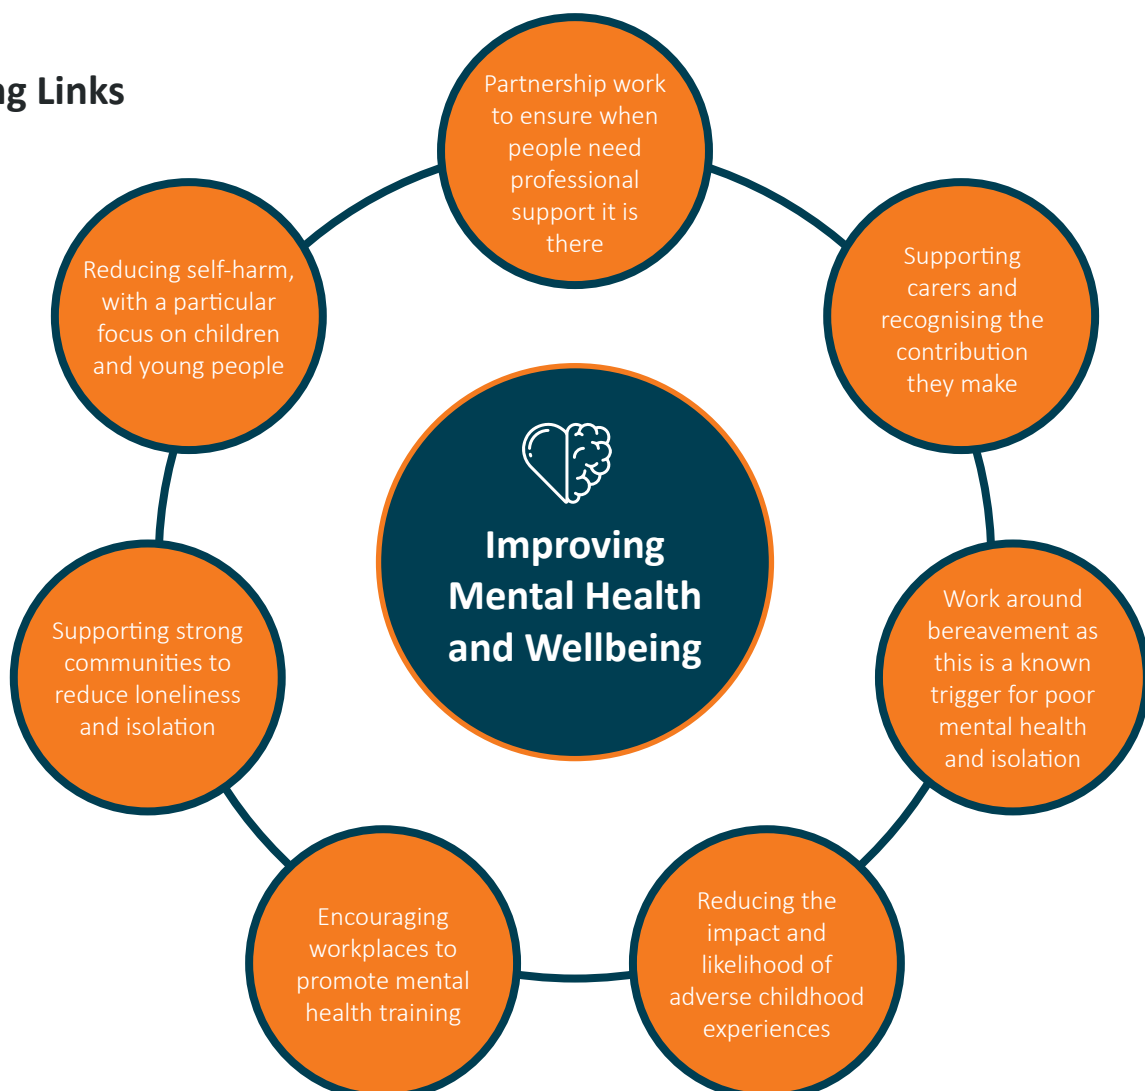 ng Links
Partnership work
to ensure when
people need
professional
support it is
there
Supporting
carers and
recognising the
contribution
they make
Work around
bereavement as
this is a known
trigger for poor
mental health
and isolation
Reducing the
impact and
likelihood of
adverse childhood
experiences
Encouraging
workplaces to
promote mental
health training
Supporting strong
communities to
reduce loneliness
and isolation
Reducing self-harm,
with a particular
focus on children
and young people
Improving
Mental Health
and Wellbeing